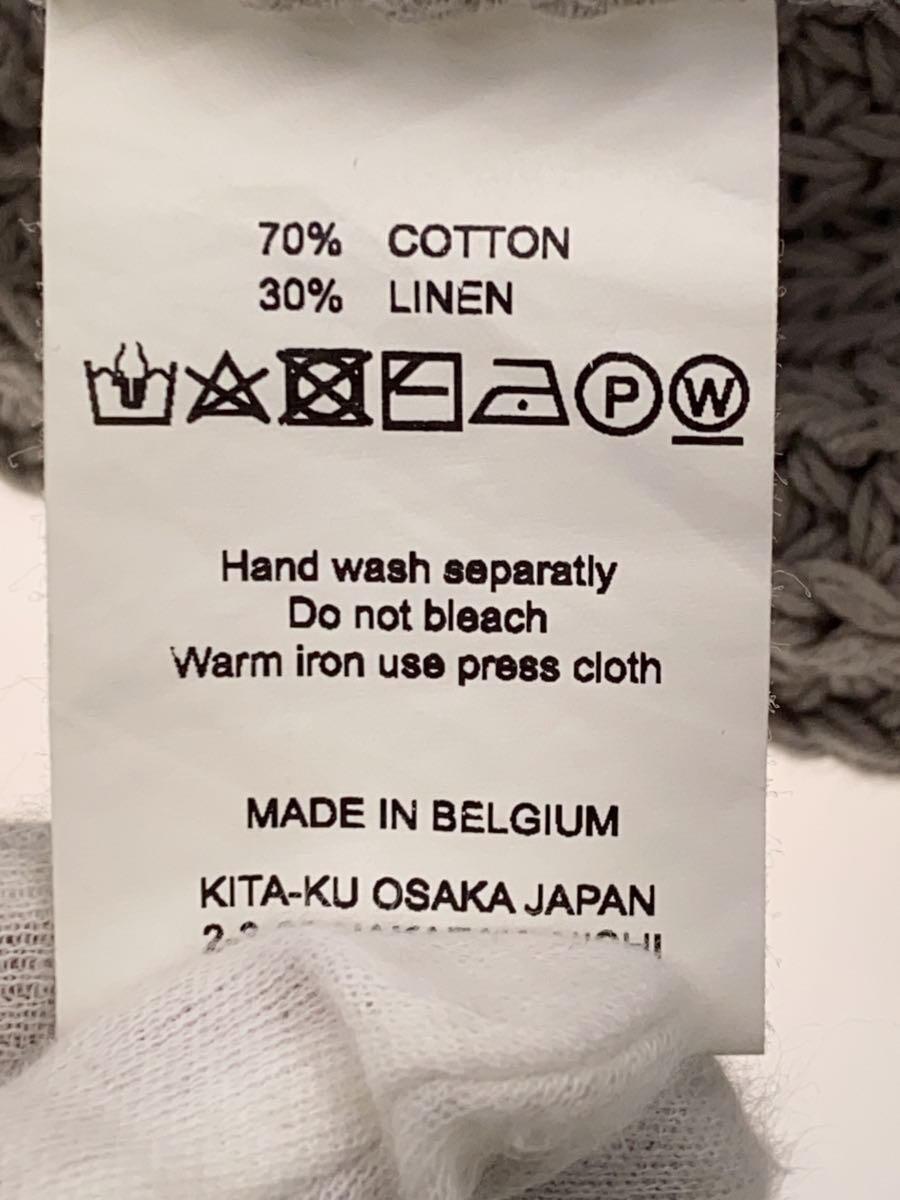 70% COTTON
30% LINEN
P W
Hand wash separatly
Do not bleach
Warm iron use press cloth
MADE IN BELGIUM
KITA-KU OSAKA JAPAN